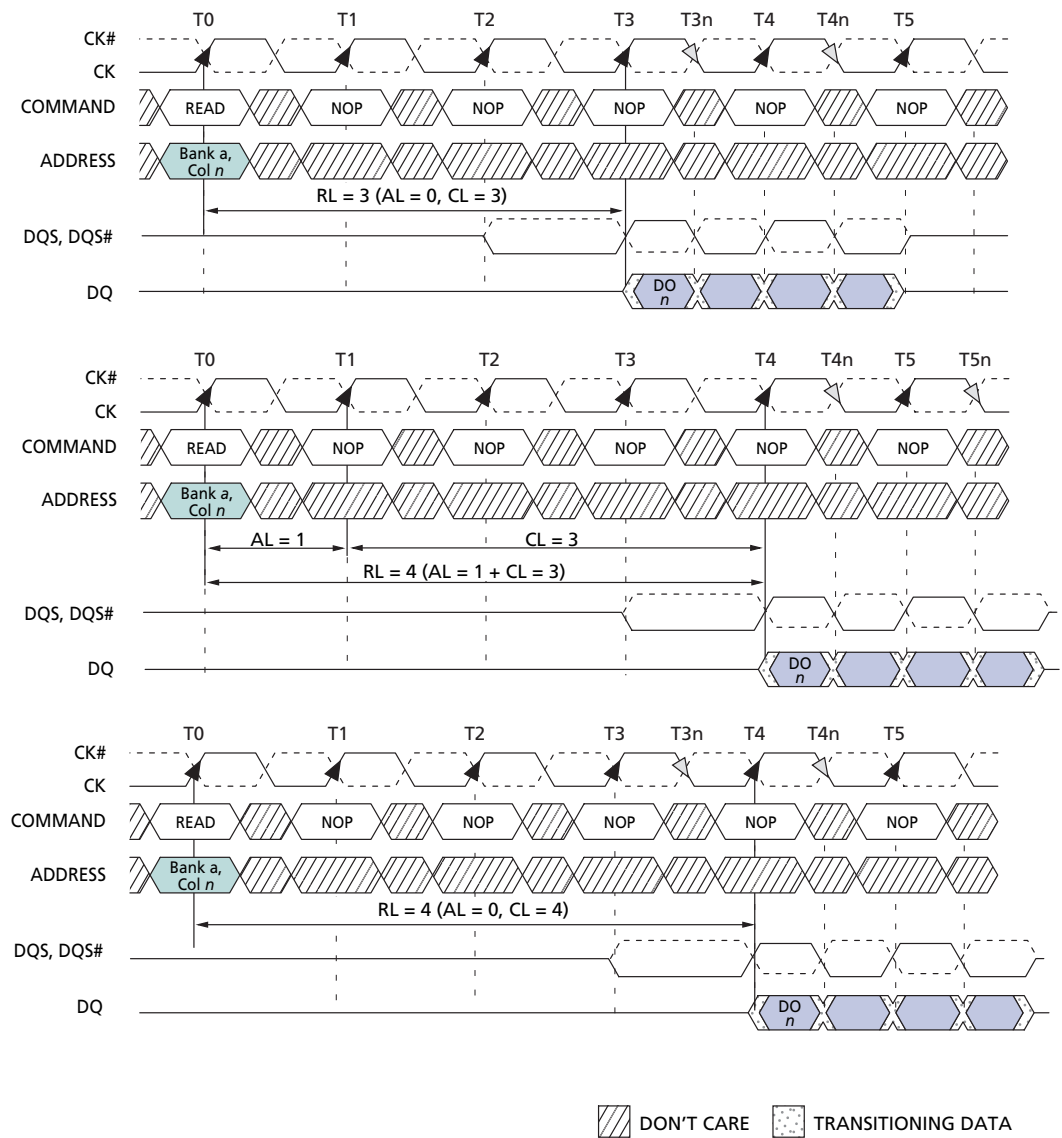 T0 T1 T2 T3 T3n T4 T4n T5
CK#
CK
COMMAND READ NOP NOP NOP NOP NOP
ADDRESS Bank a,
Col n
RL = 3 (AL = 0, CL = 3)
DQS, DQS#
DQ DO
n
T0 T1 T2 T3 T4 T4n T5 T5n
CK#
CK
COMMAND READ NOP NOP NOP NOP NOP
ADDRESS Bank a,
Col n
AL = 1 CL = 3
RL = 4 (AL = 1 + CL = 3)
DQS, DQS#
DQ DO
n
T0 T1 T2 T3 T3n T4 T4n T5
CK#
CK
COMMAND READ NOP NOP NOP NOP NOP
ADDRESS Bank a,
Col n
RL = 4 (AL = 0, CL = 4)
DQS, DQS#
DQ DO
n
DON'T CARE TRANSITIONING DATA